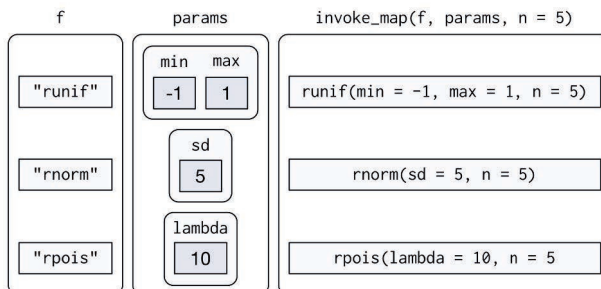 f params invoke_map(f, params, n = 5)
min max
"runif" -1 1 runif(min = -1, max = 1, n = 5)
sd
"rnorm" 5 rnorm(sd = 5, n = 5)
lambda
"rpois" 10 rpois(lambda = 10, n = 5